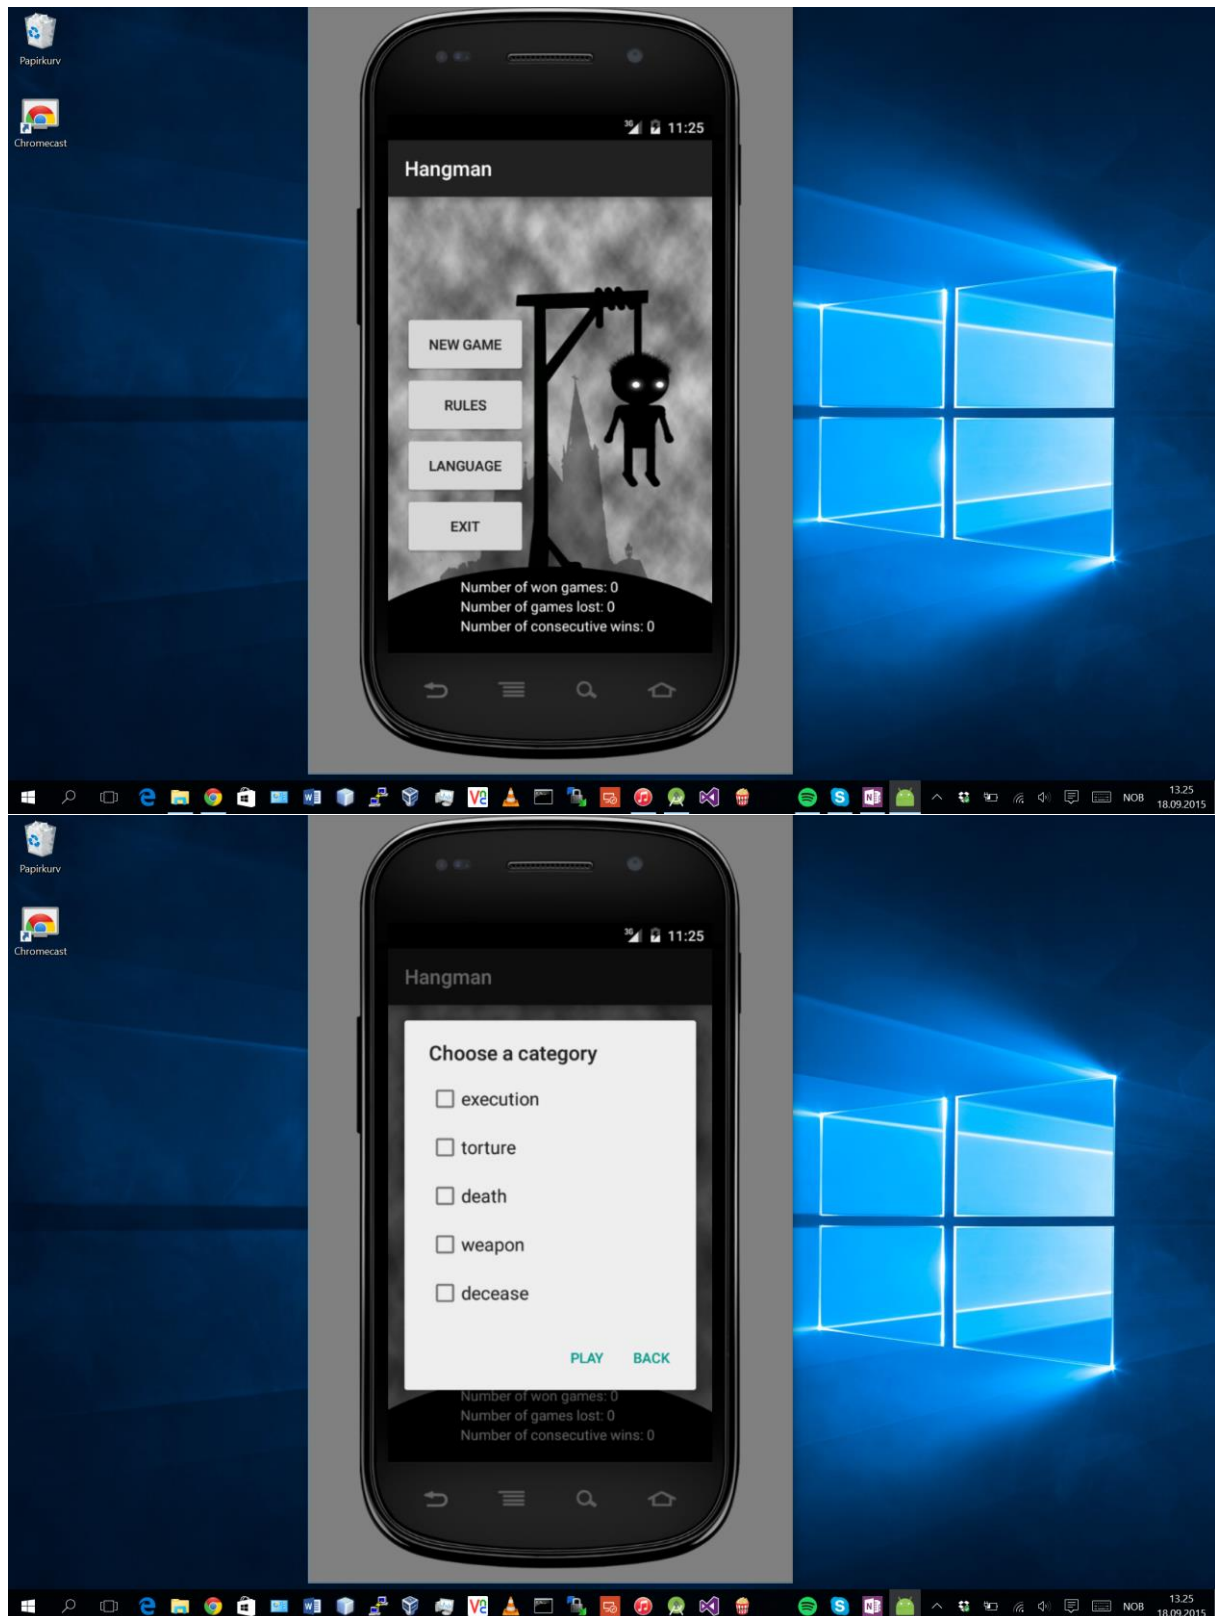 Papirkurv
Chromecast
3G 11:25
Hangman
NEW GAME
RULES
LANGUAGE
EXIT
Number of won games: 0
Number of games lost: 0
Number of consecutive wins: 0
NOB
13.25
18.09.2015
Papirkurv
Chromecast
3G 11:25
Hangman
Choose a category
execution
torture
death
weapon
decease
PLAY BACK
Number of won games: 0
Number of games lost: 0
Number of consecutive wins: 0
NOB
13.25
18.09.2015